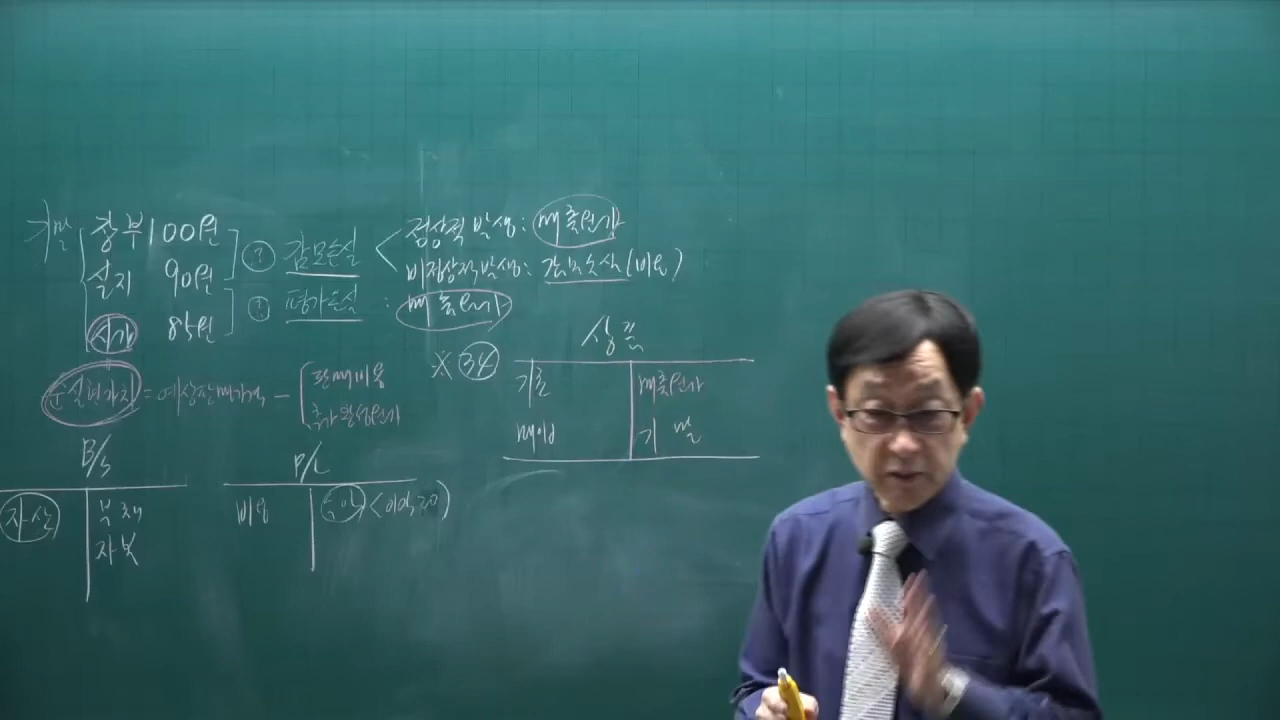 기말 장부 100원 ? 감모손실 < 정상적 발생: 매출원가
실지 90원 비정상적발생: 감모손실(비용)
시가 85원 ? 평가손실 : 매출원가
순실현가치 = 예상판매가격 - 판매비용
추가완성원가
※ 34 상품
기초 매출원가
매입 기말
B/S P/L
자산 부채 비용 수익
자본